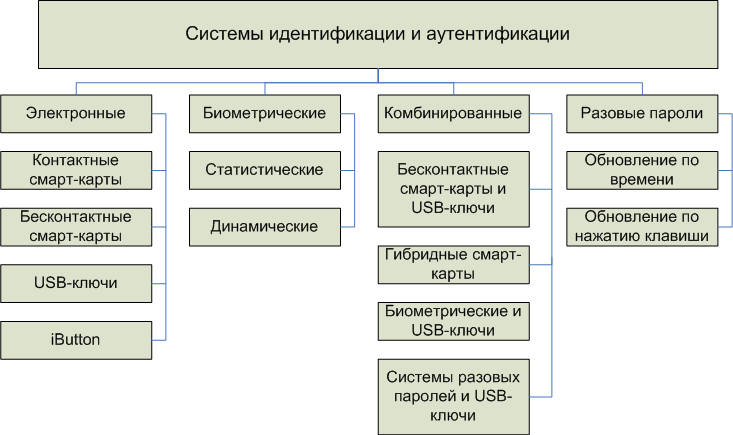 Системы идентификации и аутентификации
Электронные
Контактные
смарт-карты
Бесконтактные
смарт-карты
USB-ключи
iButton
Биометрические
Статистические
Динамические
Комбинированные
Бесконтактные
смарт-карты и
USB-ключи
Гибридные смарт-
карты
Биометрические и
USB-ключи
Системы разовых
паролей и USB-
ключи
Разовые пароли
Обновление по
времени
Обновление по
нажатию клавиши